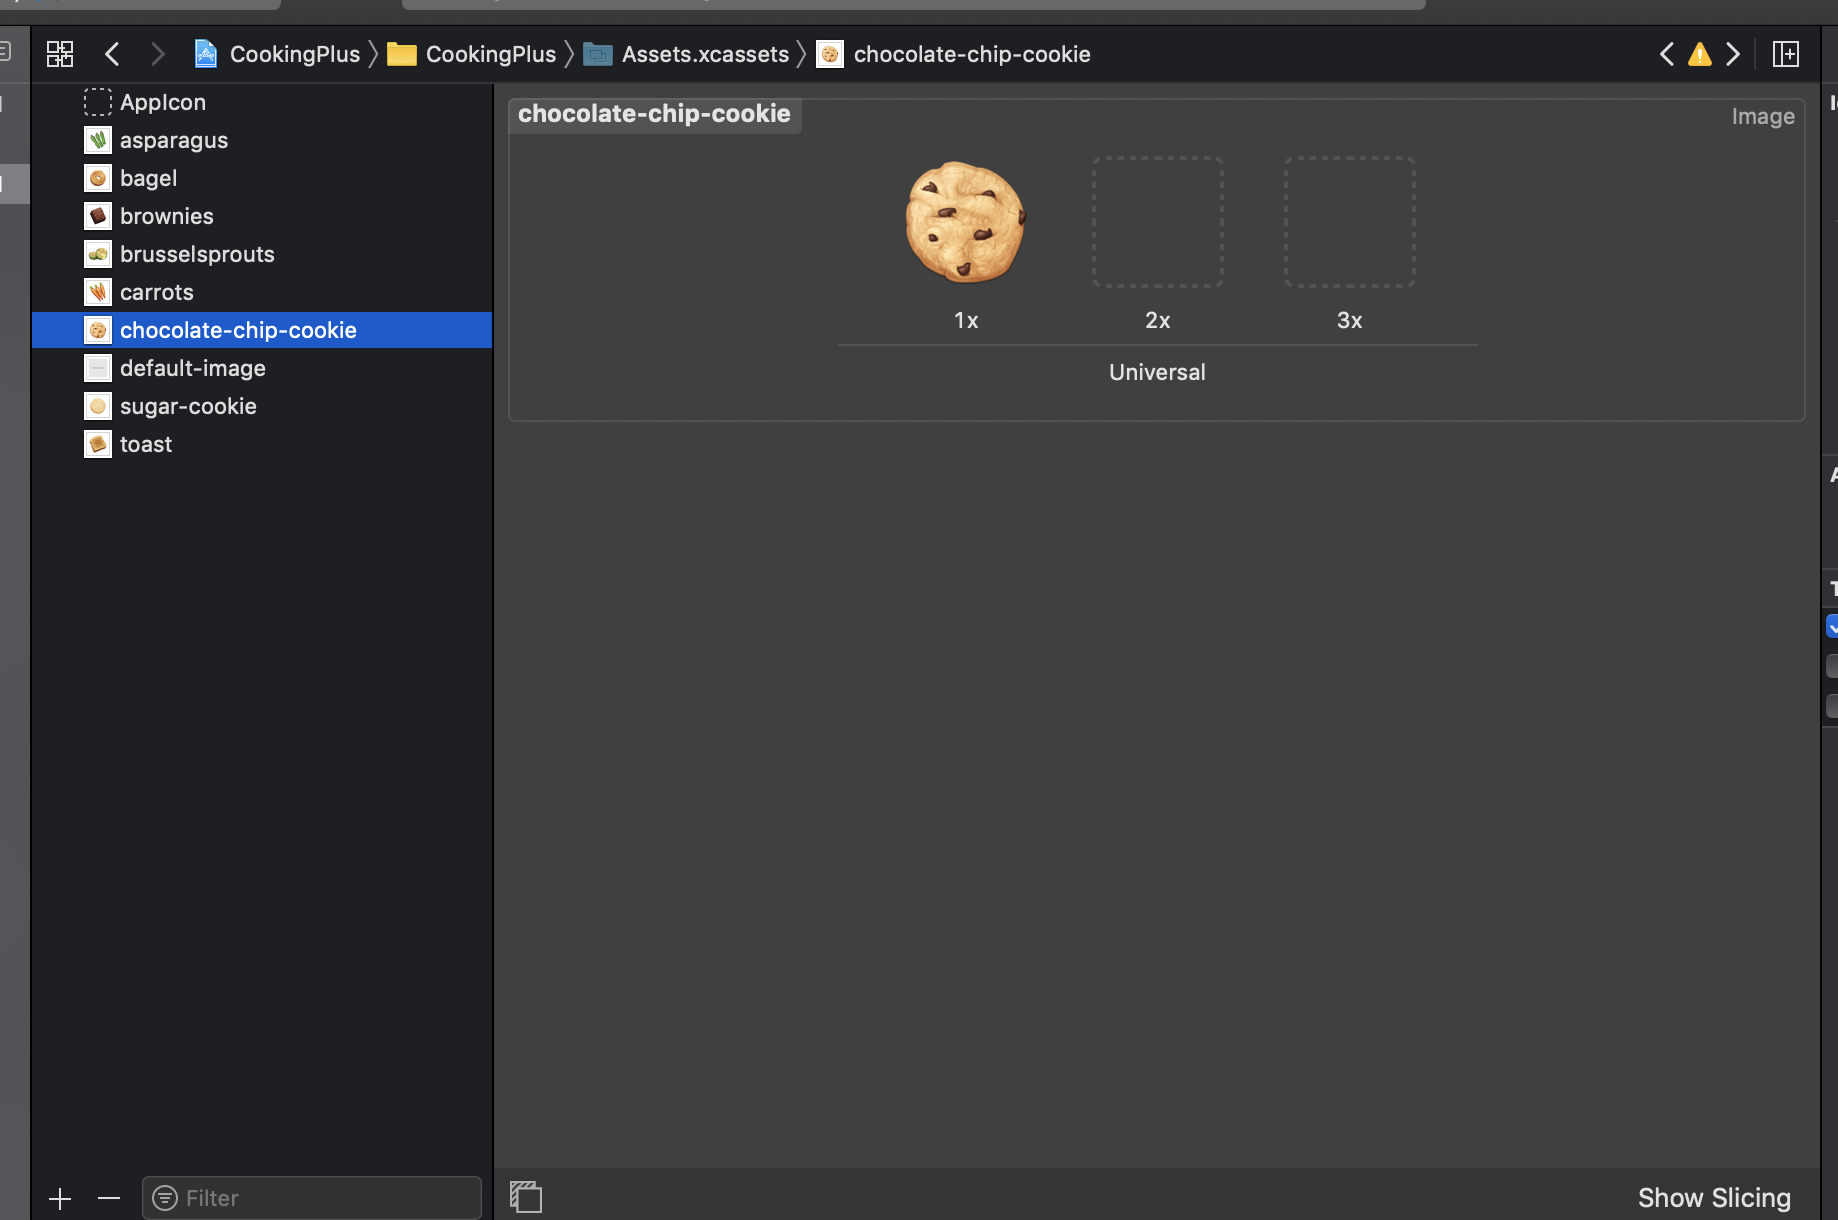 CookingPlus CookingPlus Assets.xcassets chocolate-chip-cookie
AppIcon
asparagus
bagel
brownies
brusselsprouts
carrots
chocolate-chip-cookie
default-image
sugar-cookie
toast
Filter
chocolate-chip-cookie
Image
1x 2x 3x
Universal
Show Slicing